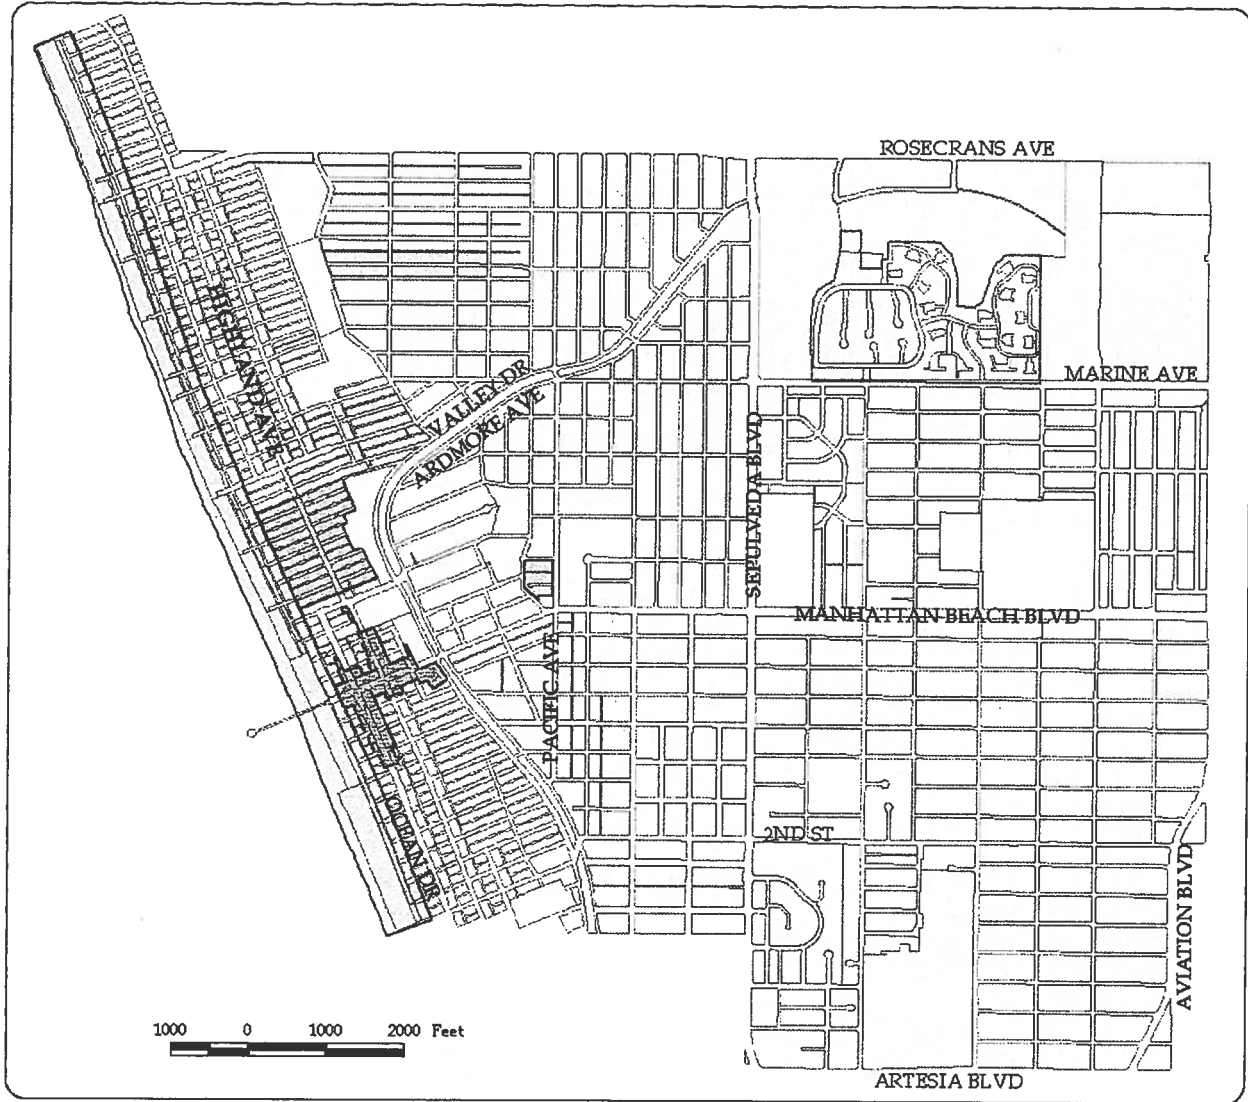 ROSECRANS AVE
HIGHLAND AVE
VALLEY DR
ARDMORE AVE
MARINE AVE
SEPULVEDA BLVD
MANHATTAN BEACH BLVD
PACIFIC AVE
OCEAN DR
2ND ST
AVIATION BLVD
1000 0 1000 2000 Feet
ARTESIA BLVD